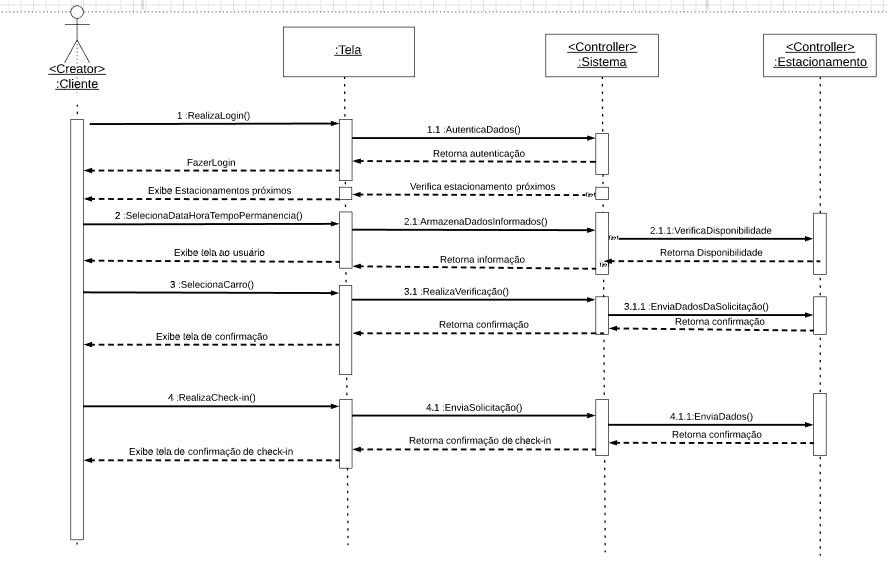 :Tela
<Controller>
:Sistema
<Controller>
:Estacionamento
<Creator>
:Cliente
1 :RealizaLogin()
1.1 :AutenticaDados()
Retorna autenticação
FazerLogin
Verifica estacionamento próximos
Exibe Estacionamentos próximos
2 :SelecionaDataHoraTempoPermanencia()
2.1:ArmazenaDadosInformados()
2.1.1:VerificaDisponibilidade
Retorna Disponibilidade
Exibe tela ao usuário
Retorna informação
3 :SelecionaCarro()
3.1 :RealizaVerificação()
3.1.1 :EnviaDadosDaSolicitação()
Retorna confirmação
Retorna confirmação
Exibe tela de confirmação
4 :RealizaCheck-in()
4.1 :EnviaSolicitação()
4.1.1:EnviaDados()
Retorna confirmação
Retorna confirmação de check-in
Exibe tela de confirmação de check-in